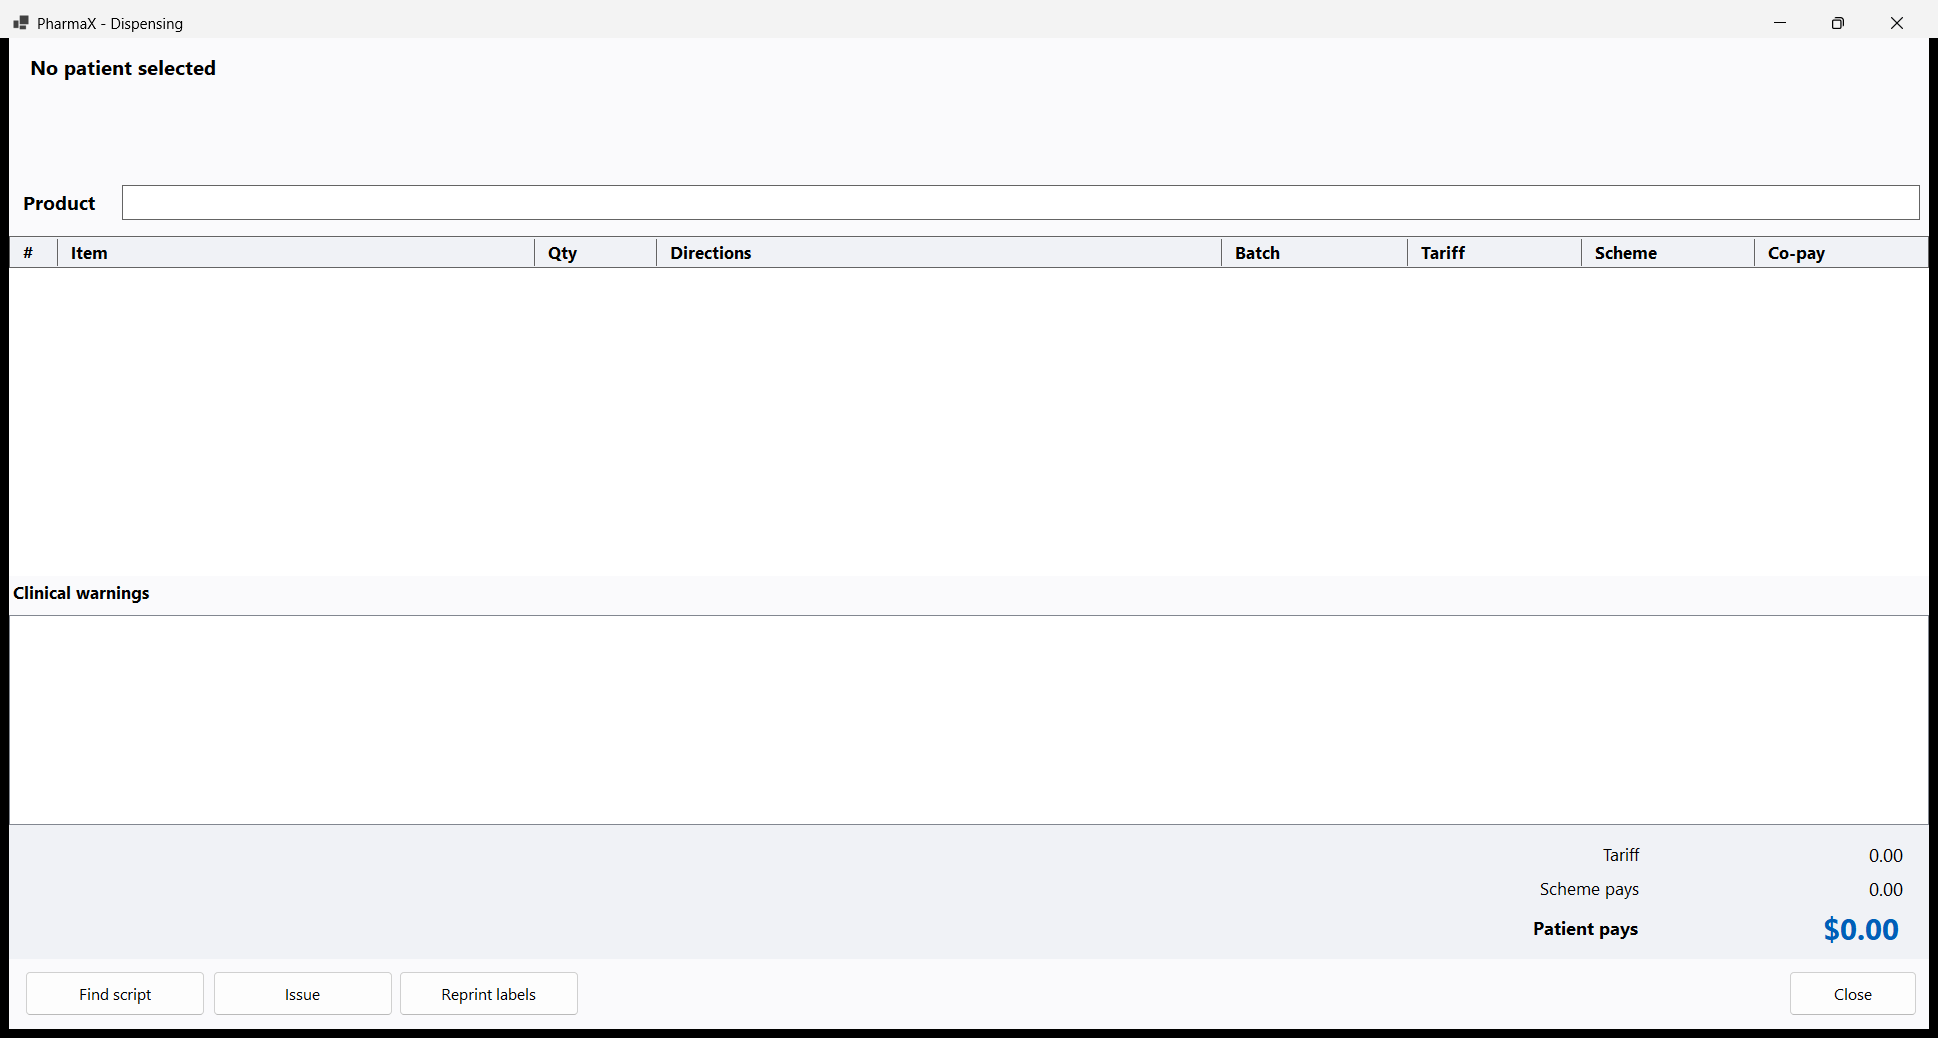 PharmaX - Dispensing
No patient selected
Product
# Item Qty Directions Batch Tariff Scheme Co-pay
Clinical warnings
Tariff 0.00
Scheme pays 0.00
Patient pays $0.00
Find script Issue Reprint labels Close